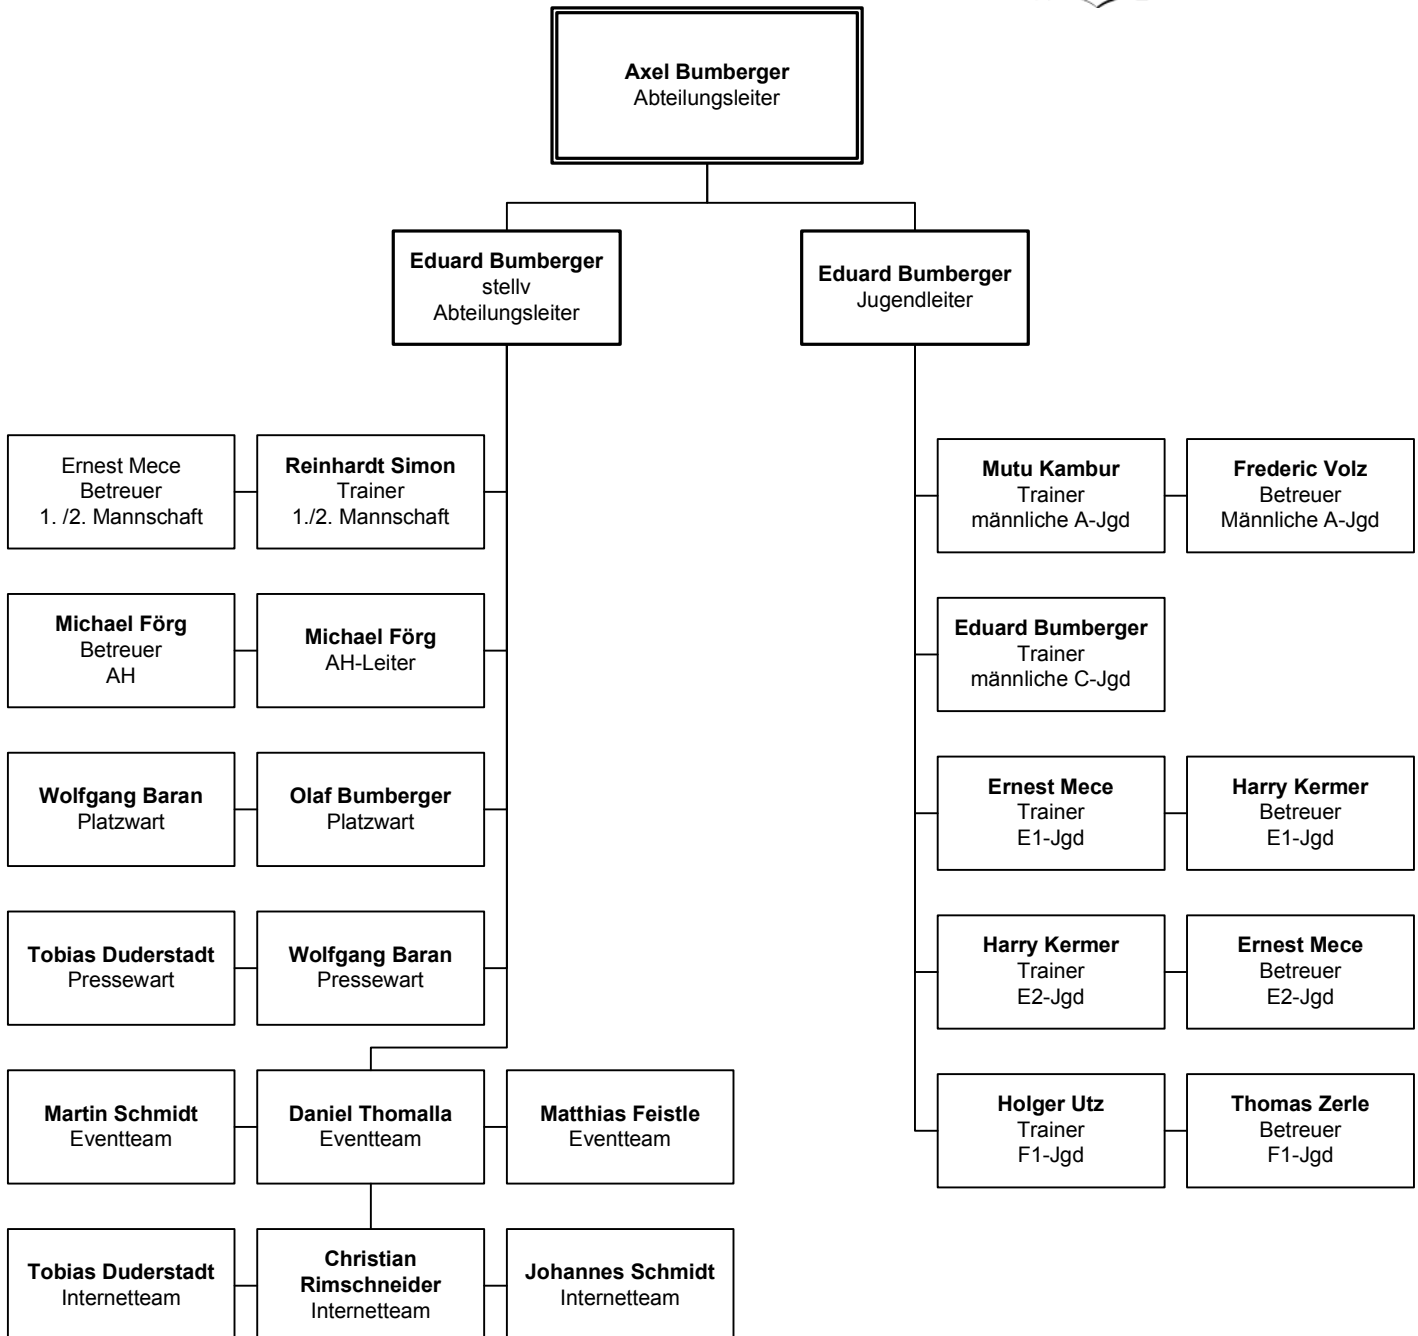 Axel Bumberger
Abteilungsleiter
Eduard Bumberger
stellv
Abteilungsleiter
Eduard Bumberger
Jugendleiter
Ernest Mece
Betreuer
1. /2. Mannschaft
Reinhardt Simon
Trainer
1./2. Mannschaft
Mutu Kambur
Trainer
männliche A-Jgd
Frederic Volz
Betreuer
Männliche A-Jgd
Michael Förg
Betreuer
AH
Michael Förg
AH-Leiter
Eduard Bumberger
Trainer
männliche C-Jgd
Wolfgang Baran
Platzwart
Olaf Bumberger
Platzwart
Ernest Mece
Trainer
E1-Jgd
Harry Kermer
Betreuer
E1-Jgd
Tobias Duderstadt
Pressewart
Wolfgang Baran
Pressewart
Harry Kermer
Trainer
E2-Jgd
Ernest Mece
Betreuer
E2-Jgd
Martin Schmidt
Eventteam
Daniel Thomalla
Eventteam
Matthias Feistle
Eventteam
Holger Utz
Trainer
F1-Jgd
Thomas Zerle
Betreuer
F1-Jgd
Tobias Duderstadt
Internetteam
Christian
Rimschneider
Internetteam
Johannes Schmidt
Internetteam